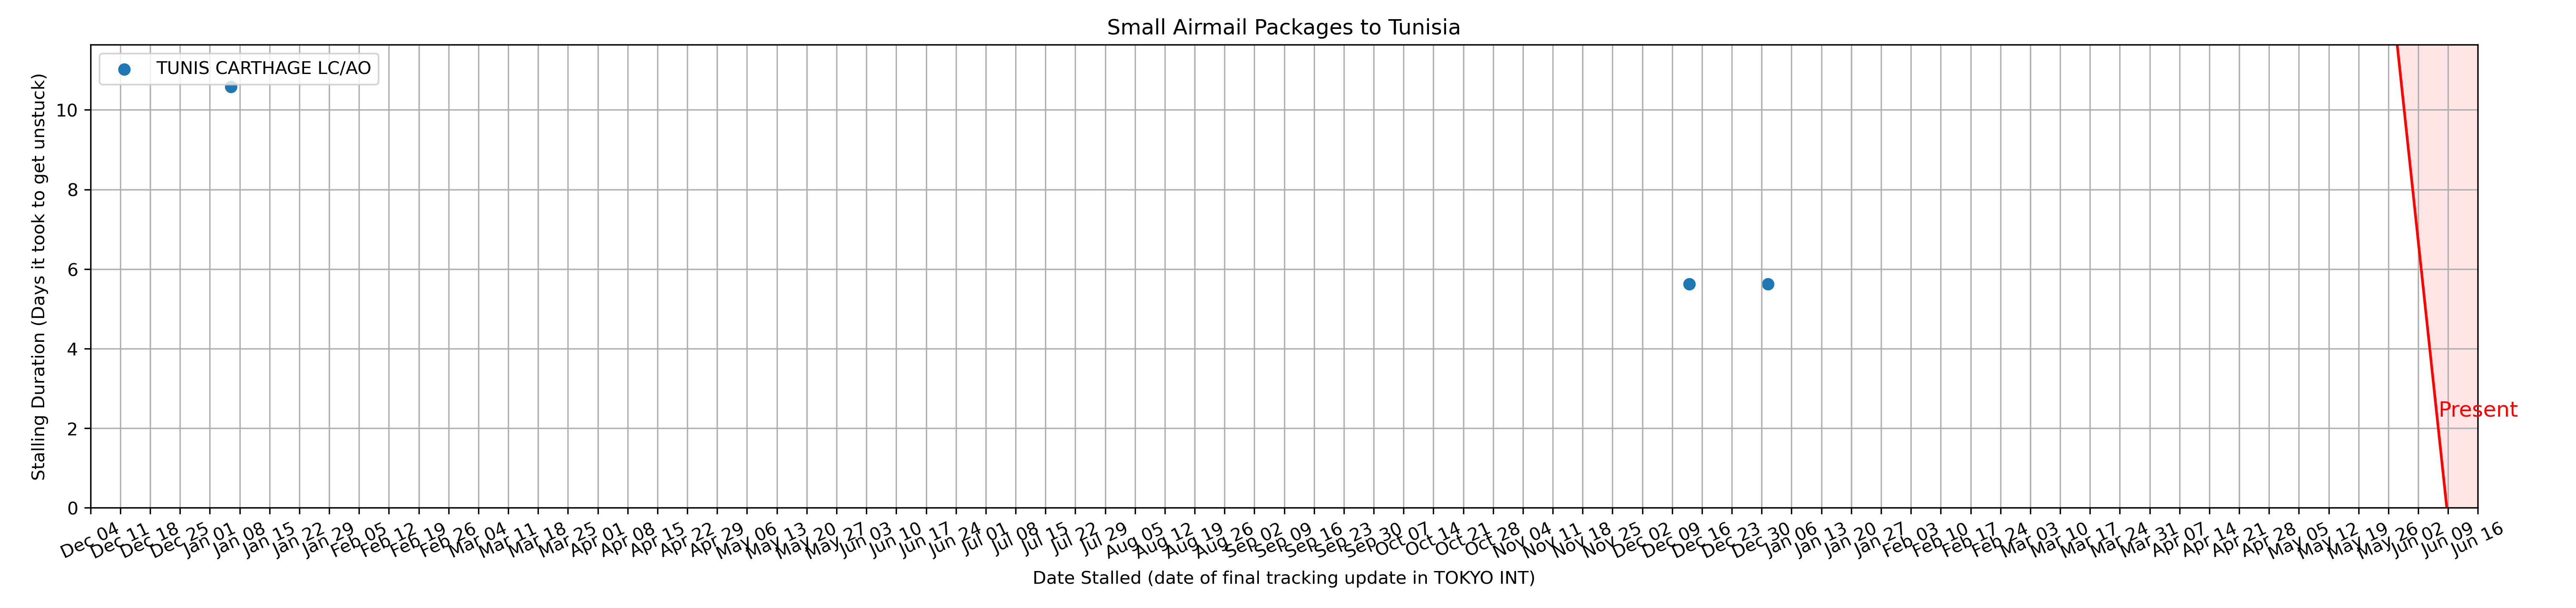 Small Airmail Packages to Tunisia
TUNIS CARTHAGE LC/AO
Stalling Duration (Days it took to get unstuck)
10
8
6
4
2
0
Present
Dec 04
Dec 11
Dec 18
Dec 25
Jan 01
Jan 08
Jan 15
Jan 22
Jan 29
Feb 05
Feb 12
Feb 19
Feb 26
Mar 04
Mar 11
Mar 18
Mar 25
Apr 01
Apr 08
Apr 15
Apr 22
Apr 29
May 06
May 13
May 20
May 27
Jun 03
Jun 10
Jun 17
Jun 24
Jul 01
Jul 08
Jul 15
Jul 22
Jul 29
Aug 05
Aug 12
Aug 19
Aug 26
Sep 02
Sep 09
Sep 16
Sep 23
Sep 30
Oct 07
Oct 14
Oct 21
Oct 28
Nov 04
Nov 11
Nov 18
Nov 25
Dec 02
Dec 09
Dec 16
Dec 23
Dec 30
Jan 06
Jan 13
Jan 20
Jan 27
Feb 03
Feb 10
Feb 17
Feb 24
Mar 03
Mar 10
Mar 17
Mar 24
Mar 31
Apr 07
Apr 14
Apr 21
Apr 28
May 05
May 12
May 19
May 26
Jun 02
Jun 09
Jun 16
Date Stalled (date of final tracking update in TOKYO INT)